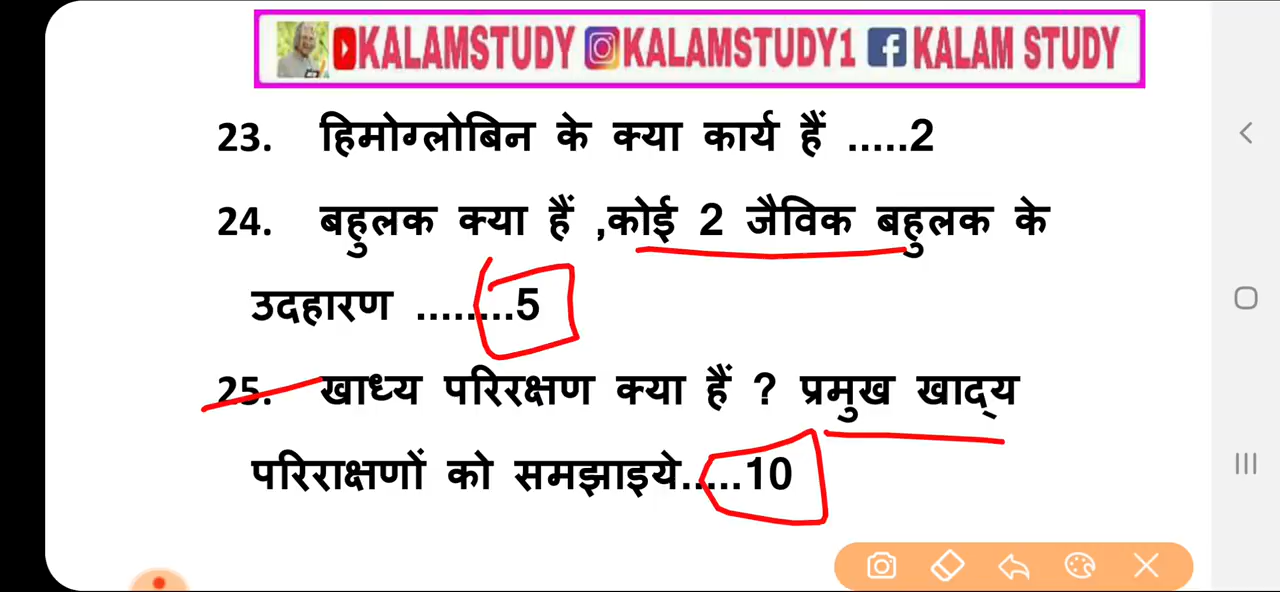 KALAMSTUDY KALAMSTUDY1 KALAM STUDY
23. हिमोग्लोबिन के क्या कार्य हैं .....2
24. बहुलक क्या हैं ,कोई 2 जैविक बहुलक के
उदहारण .........5
25. खाध्य परिरक्षण क्या हैं ? प्रमुख खाद्य
परिराक्षणों को समझाइये.....10